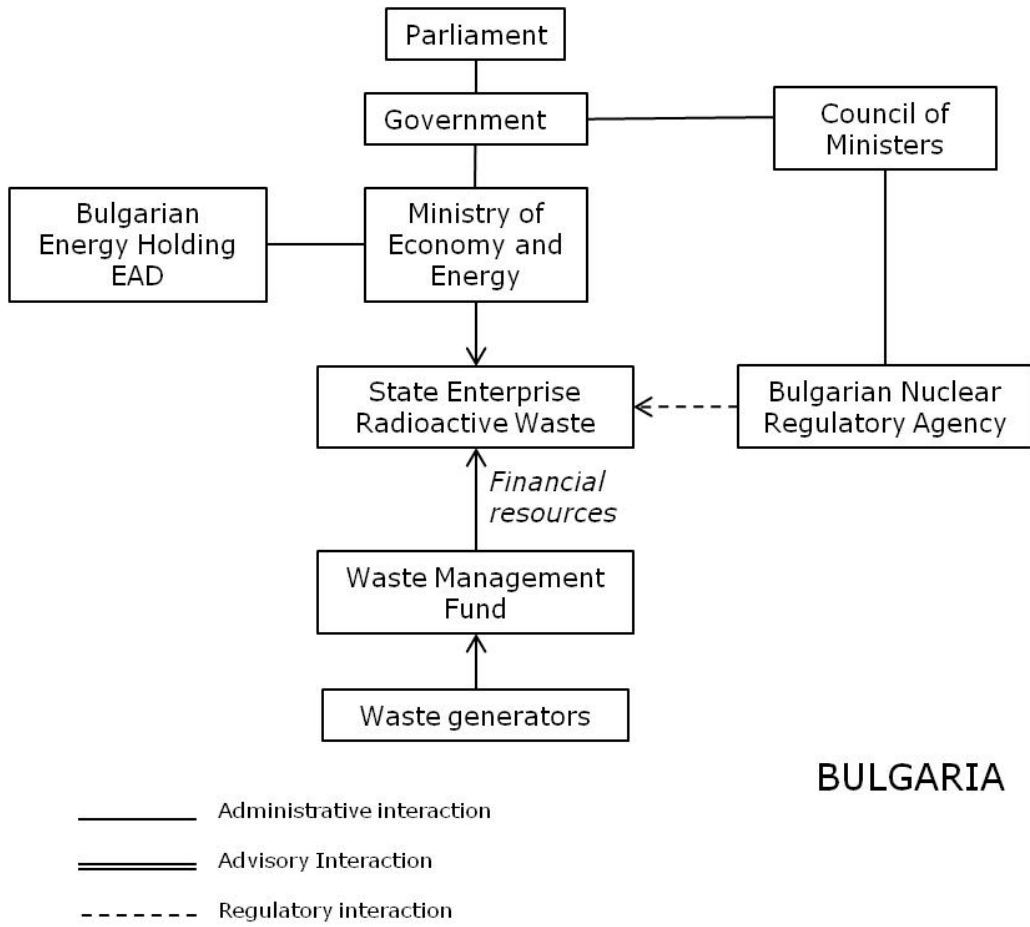 Parliament
Government
Council of
Ministers
Bulgarian
Energy Holding
EAD
Ministry of
Economy and
Energy
State Enterprise
Radioactive Waste
Bulgarian Nuclear
Regulatory Agency
Financial
resources
Waste Management
Fund
Waste generators
BULGARIA
Administrative interaction
Advisory Interaction
Regulatory interaction